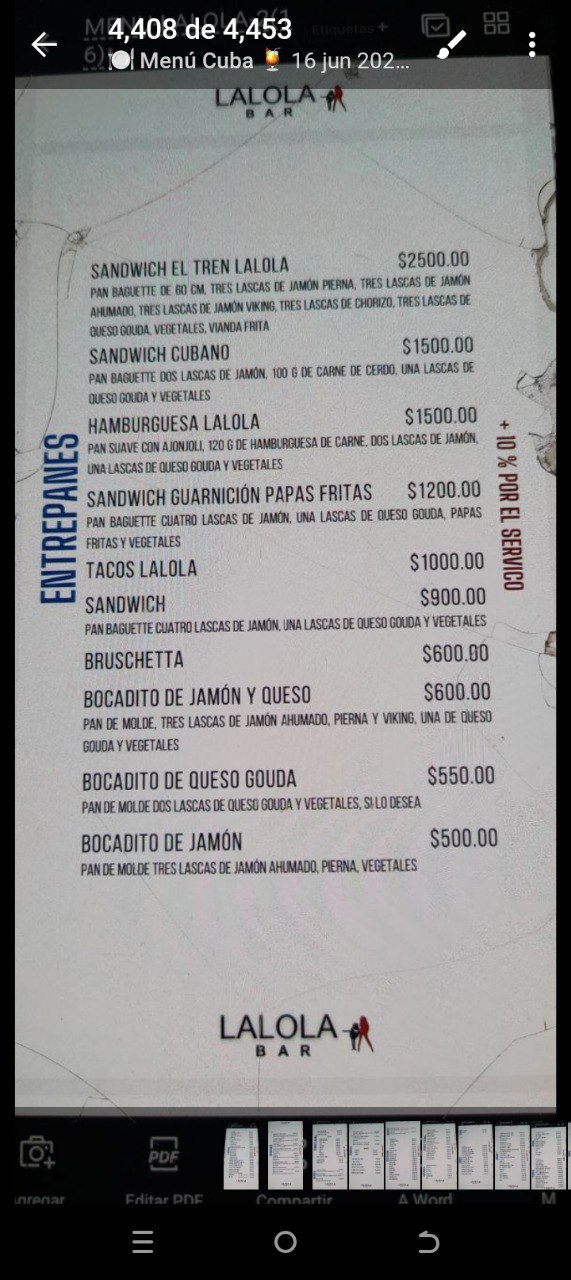 MENU LALOLA 2(1
Etiquetas +
6)
4,408 de 4,453
🍽️ Menú Cuba 🍹 16 jun 202...
LALOLA
BAR
SANDWICH EL TREN LALOLA $2500.00
PAN BAGUETTE DE 60 CM, TRES LASCAS DE JAMÓN PIERNA, TRES LASCAS DE JAMÓN
AHUMADO, TRES LASCAS DE JAMÓN VIKING, TRES LASCAS DE CHORIZO, TRES LASCAS DE
QUESO GOUDA, VEGETALES, VIANDA FRITA
SANDWICH CUBANO $1500.00
PAN BAGUETTE DOS LASCAS DE JAMÓN, 100 G DE CARNE DE CERDO, UNA LASCAS DE
QUESO GOUDA Y VEGETALES
HAMBURGUESA LALOLA $1500.00
PAN SUAVE CON AJONJOLI, 120 G DE HAMBURGUESA DE CARNE, DOS LASCAS DE JAMÓN,
UNA LASCAS DE QUESO GOUDA Y VEGETALES
SANDWICH GUARNICIÓN PAPAS FRITAS $1200.00
PAN BAGUETTE CUATRO LASCAS DE JAMÓN, UNA LASCAS DE QUESO GOUDA, PAPAS
FRITAS Y VEGETALES
TACOS LALOLA $1000.00
SANDWICH $900.00
PAN BAGUETTE CUATRO LASCAS DE JAMÓN, UNA LASCAS DE QUESO GOUDA Y VEGETALES
BRUSCHETTA $600.00
BOCADITO DE JAMÓN Y QUESO $600.00
PAN DE MOLDE, TRES LASCAS DE JAMÓN AHUMADO, PIERNA Y VIKING, UNA DE QUESO
GOUDA Y VEGETALES
BOCADITO DE QUESO GOUDA $550.00
PAN DE MOLDE DOS LASCAS DE QUESO GOUDA Y VEGETALES, SI LO DESEA
BOCADITO DE JAMÓN $500.00
PAN DE MOLDE TRES LASCAS DE JAMÓN AHUMADO, PIERNA, VEGETALES
ENTREPANES
+ 10 % POR EL SERVICO
LALOLA
BAR
PDF
Editar PDF
Compartir
A Word